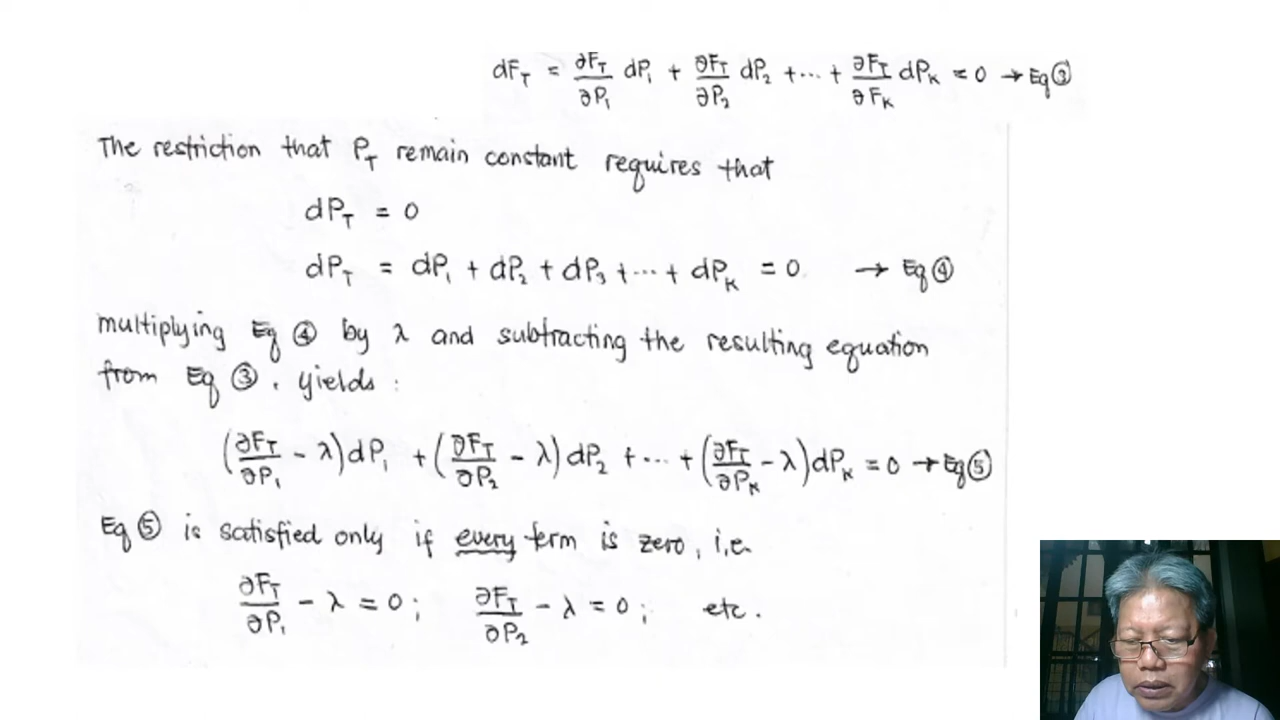 dF_T = ∂F_T/∂P_1 dP_1 + ∂F_T/∂P_2 dP_2 + ... + ∂F_T/∂F_K dP_K = 0 → Eq ③
The restriction that P_T remain constant requires that
dP_T = 0
dP_T = dP_1 + dP_2 + dP_3 + ... + dP_K = 0 → Eq ④
multiplying Eq ④ by λ and subtracting the resulting equation
from Eq ③, yields :
(∂F_T/∂P_1 - λ) dP_1 + (∂F_T/∂P_2 - λ) dP_2 + ... + (∂F_T/∂P_K - λ) dP_K = 0 → Eq ⑤
Eq ⑤ is satisfied only if every term is zero, i.e.
∂F_T/∂P_1 - λ = 0 ; ∂F_T/∂P_2 - λ = 0 ; etc.